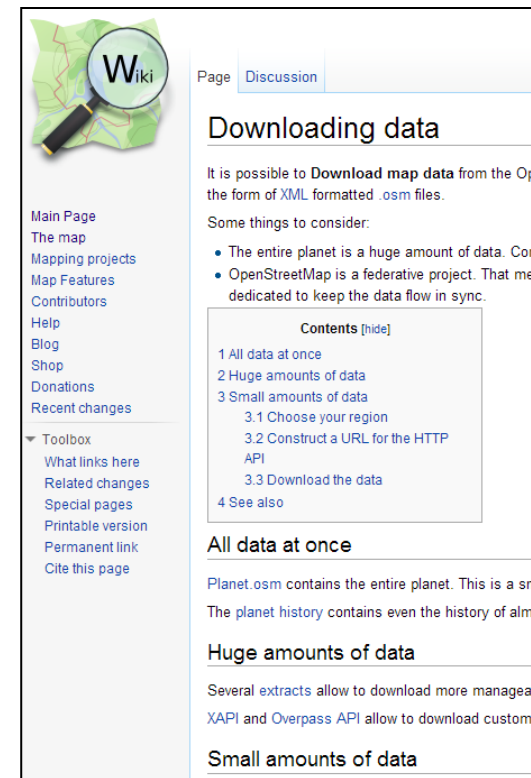 Wiki
Main Page
The map
Mapping projects
Map Features
Contributors
Help
Blog
Shop
Donations
Recent changes
Toolbox
What links here
Related changes
Special pages
Printable version
Permanent link
Cite this page
Page Discussion
Downloading data
It is possible to Download map data from the Op
the form of XML formatted .osm files.
Some things to consider:
• The entire planet is a huge amount of data. Con
• OpenStreetMap is a federative project. That me
dedicated to keep the data flow in sync.
Contents [hide]
1 All data at once
2 Huge amounts of data
3 Small amounts of data
3.1 Choose your region
3.2 Construct a URL for the HTTP
API
3.3 Download the data
4 See also
All data at once
Planet.osm contains the entire planet. This is a sm
The planet history contains even the history of alm
Huge amounts of data
Several extracts allow to download more managea
XAPI and Overpass API allow to download custom
Small amounts of data